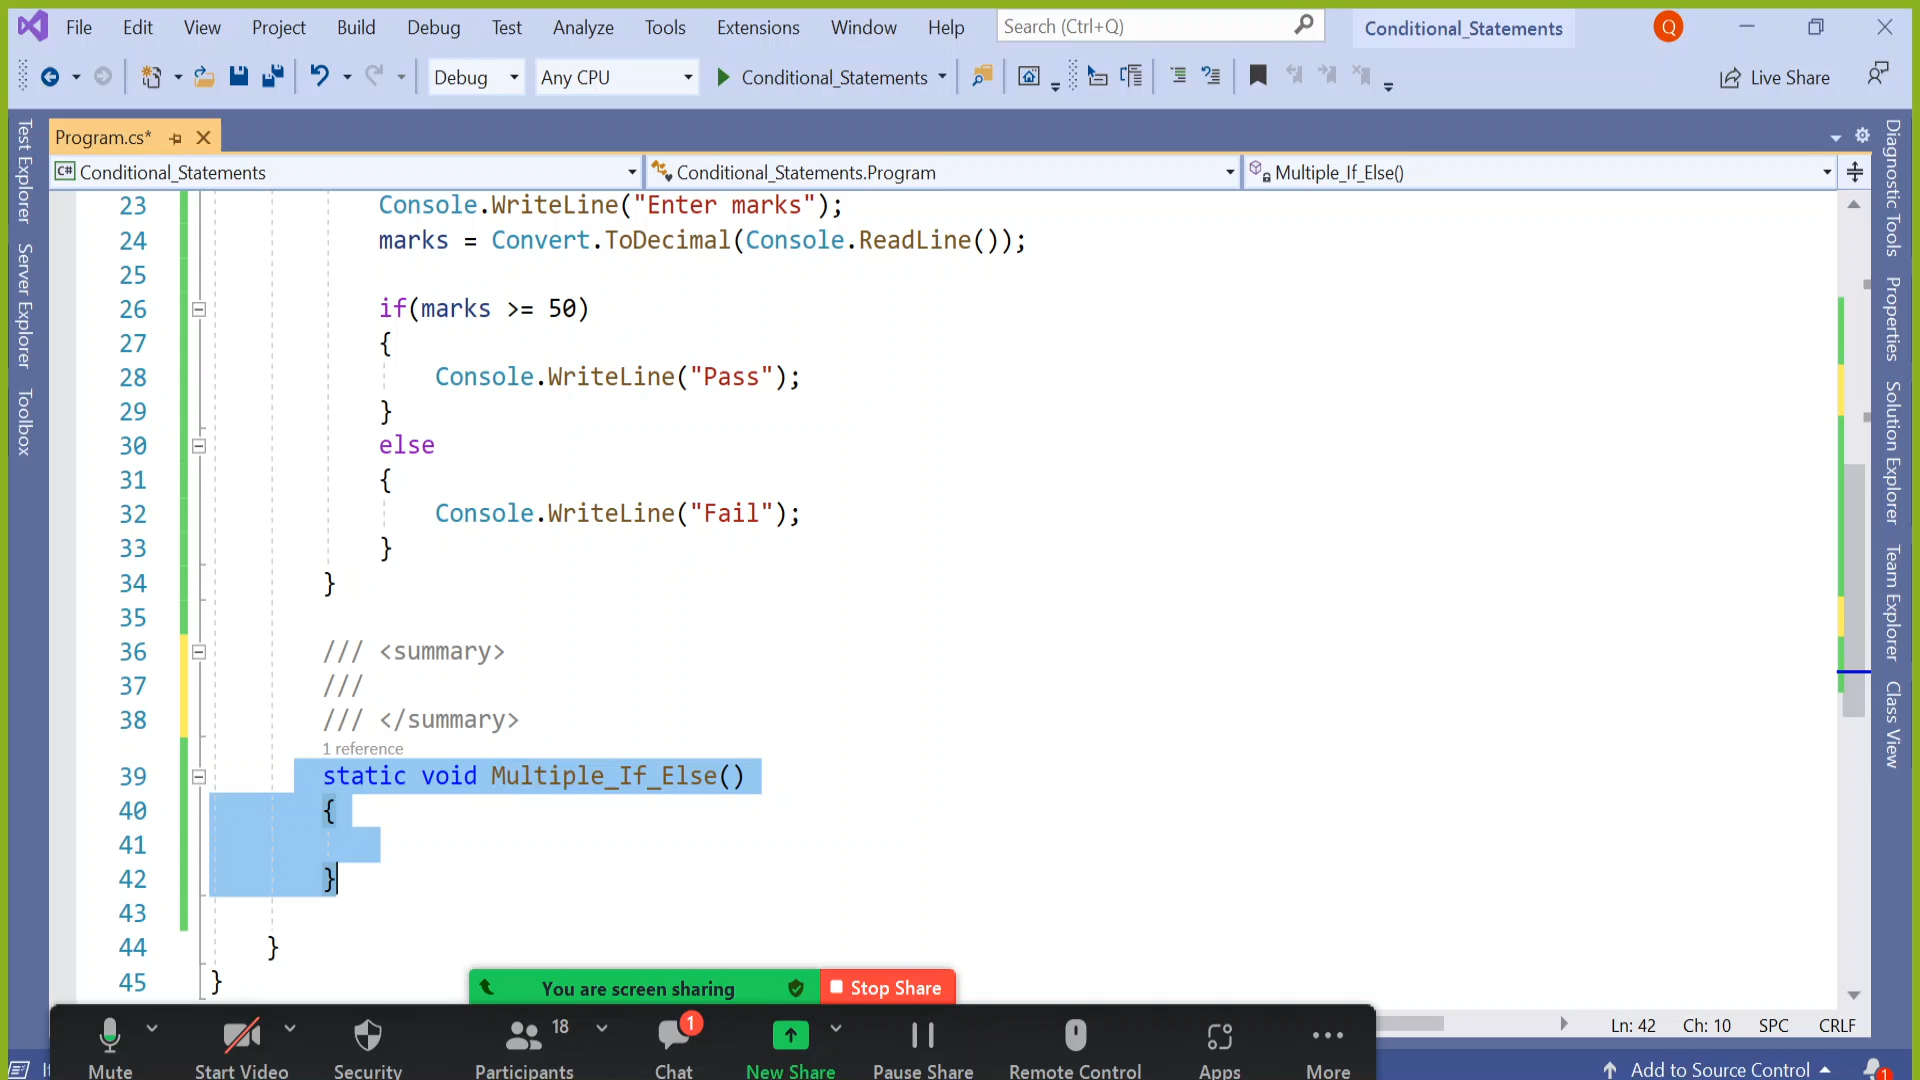 File Edit View Project Build Debug Test Analyze Tools Extensions Window Help Search (Ctrl+Q) Conditional_Statements Q
Debug Any CPU Conditional_Statements Live Share
Program.cs*
C# Conditional_Statements Conditional_Statements.Program Multiple_If_Else()
Test Explorer
Server Explorer
Toolbox
23 Console.WriteLine("Enter marks");
24 marks = Convert.ToDecimal(Console.ReadLine());
25
26 if(marks >= 50)
27 {
28 Console.WriteLine("Pass");
29 }
30 else
31 {
32 Console.WriteLine("Fail");
33 }
34 }
35
36 /// <summary>
37 ///
38 /// </summary>
1 reference
39 static void Multiple_If_Else()
40 {
41
42 }
43
44 }
45 }
Diagnostic Tools
Properties
Solution Explorer
Team Explorer
Class View
You are screen sharing Stop Share
Ln: 42 Ch: 10 SPC CRLF
18 1
Mute Start Video Security Participants Chat New Share Pause Share Remote Control Apps More
Add to Source Control 1